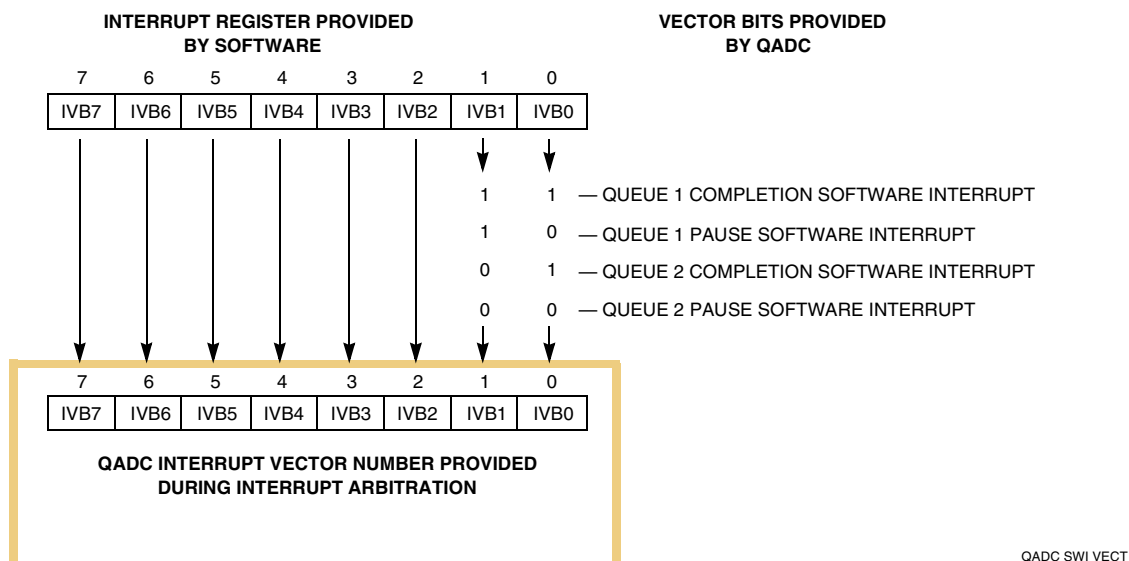 INTERRUPT REGISTER PROVIDED
BY SOFTWARE
VECTOR BITS PROVIDED
BY QADC
7 6 5 4 3 2 1 0
IVB7 IVB6 IVB5 IVB4 IVB3 IVB2 IVB1 IVB0
1 1 — QUEUE 1 COMPLETION SOFTWARE INTERRUPT
1 0 — QUEUE 1 PAUSE SOFTWARE INTERRUPT
0 1 — QUEUE 2 COMPLETION SOFTWARE INTERRUPT
0 0 — QUEUE 2 PAUSE SOFTWARE INTERRUPT
7 6 5 4 3 2 1 0
IVB7 IVB6 IVB5 IVB4 IVB3 IVB2 IVB1 IVB0
QADC INTERRUPT VECTOR NUMBER PROVIDED
DURING INTERRUPT ARBITRATION
QADC SWI VECT